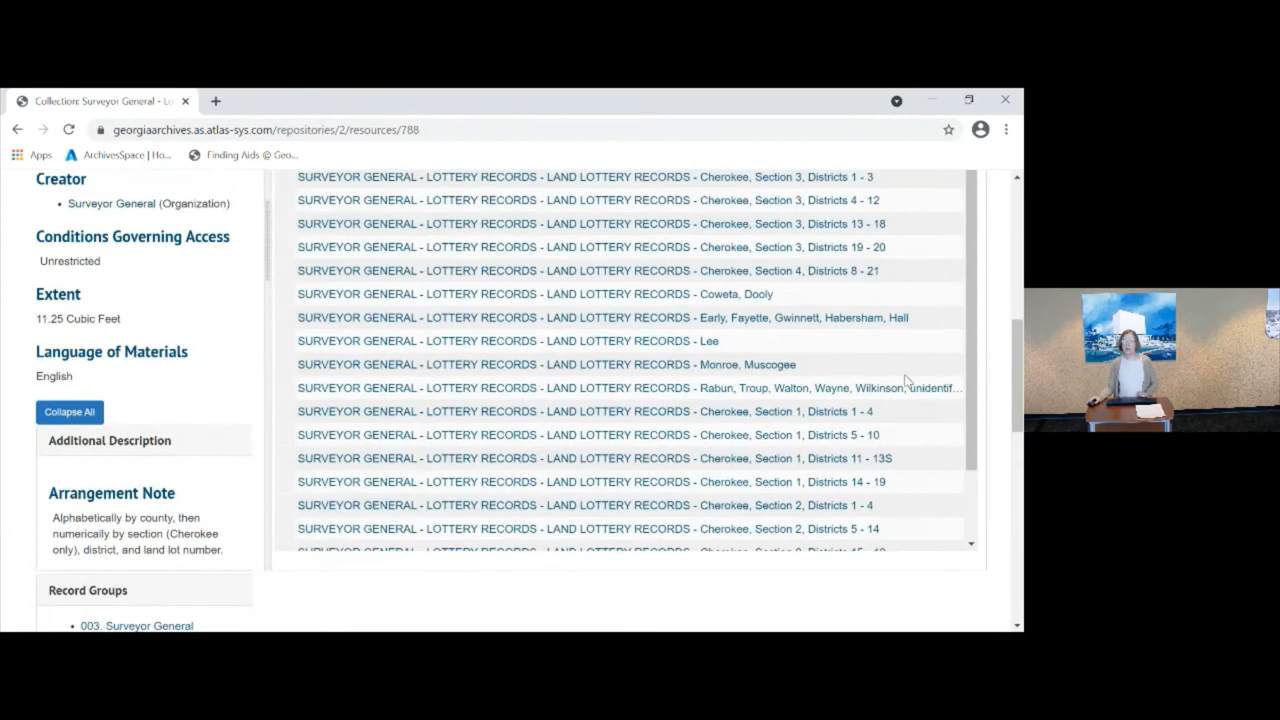 Collection: Surveyor General - Lo
georgiaarchives.as.atlas-sys.com/repositories/2/resources/788
Apps
ArchivesSpace | Ho...
Finding Aids @ Geo...
Creator
• Surveyor General (Organization)
Conditions Governing Access
Unrestricted
Extent
11.25 Cubic Feet
Language of Materials
English
Collapse All
Additional Description
Arrangement Note
Alphabetically by county, then
numerically by section (Cherokee
only), district, and land lot number.
Record Groups
• 003. Surveyor General
SURVEYOR GENERAL - LOTTERY RECORDS - LAND LOTTERY RECORDS - Cherokee, Section 3, Districts 1 - 3
SURVEYOR GENERAL - LOTTERY RECORDS - LAND LOTTERY RECORDS - Cherokee, Section 3, Districts 4 - 12
SURVEYOR GENERAL - LOTTERY RECORDS - LAND LOTTERY RECORDS - Cherokee, Section 3, Districts 13 - 18
SURVEYOR GENERAL - LOTTERY RECORDS - LAND LOTTERY RECORDS - Cherokee, Section 3, Districts 19 - 20
SURVEYOR GENERAL - LOTTERY RECORDS - LAND LOTTERY RECORDS - Cherokee, Section 4, Districts 8 - 21
SURVEYOR GENERAL - LOTTERY RECORDS - LAND LOTTERY RECORDS - Coweta, Dooly
SURVEYOR GENERAL - LOTTERY RECORDS - LAND LOTTERY RECORDS - Early, Fayette, Gwinnett, Habersham, Hall
SURVEYOR GENERAL - LOTTERY RECORDS - LAND LOTTERY RECORDS - Lee
SURVEYOR GENERAL - LOTTERY RECORDS - LAND LOTTERY RECORDS - Monroe, Muscogee
SURVEYOR GENERAL - LOTTERY RECORDS - LAND LOTTERY RECORDS - Rabun, Troup, Walton, Wayne, Wilkinson, unidentif...
SURVEYOR GENERAL - LOTTERY RECORDS - LAND LOTTERY RECORDS - Cherokee, Section 1, Districts 1 - 4
SURVEYOR GENERAL - LOTTERY RECORDS - LAND LOTTERY RECORDS - Cherokee, Section 1, Districts 5 - 10
SURVEYOR GENERAL - LOTTERY RECORDS - LAND LOTTERY RECORDS - Cherokee, Section 1, Districts 11 - 13S
SURVEYOR GENERAL - LOTTERY RECORDS - LAND LOTTERY RECORDS - Cherokee, Section 1, Districts 14 - 19
SURVEYOR GENERAL - LOTTERY RECORDS - LAND LOTTERY RECORDS - Cherokee, Section 2, Districts 1 - 4
SURVEYOR GENERAL - LOTTERY RECORDS - LAND LOTTERY RECORDS - Cherokee, Section 2, Districts 5 - 14
SURVEYOR GENERAL - LOTTERY RECORDS - LAND LOTTERY RECORDS - Cherokee, Section